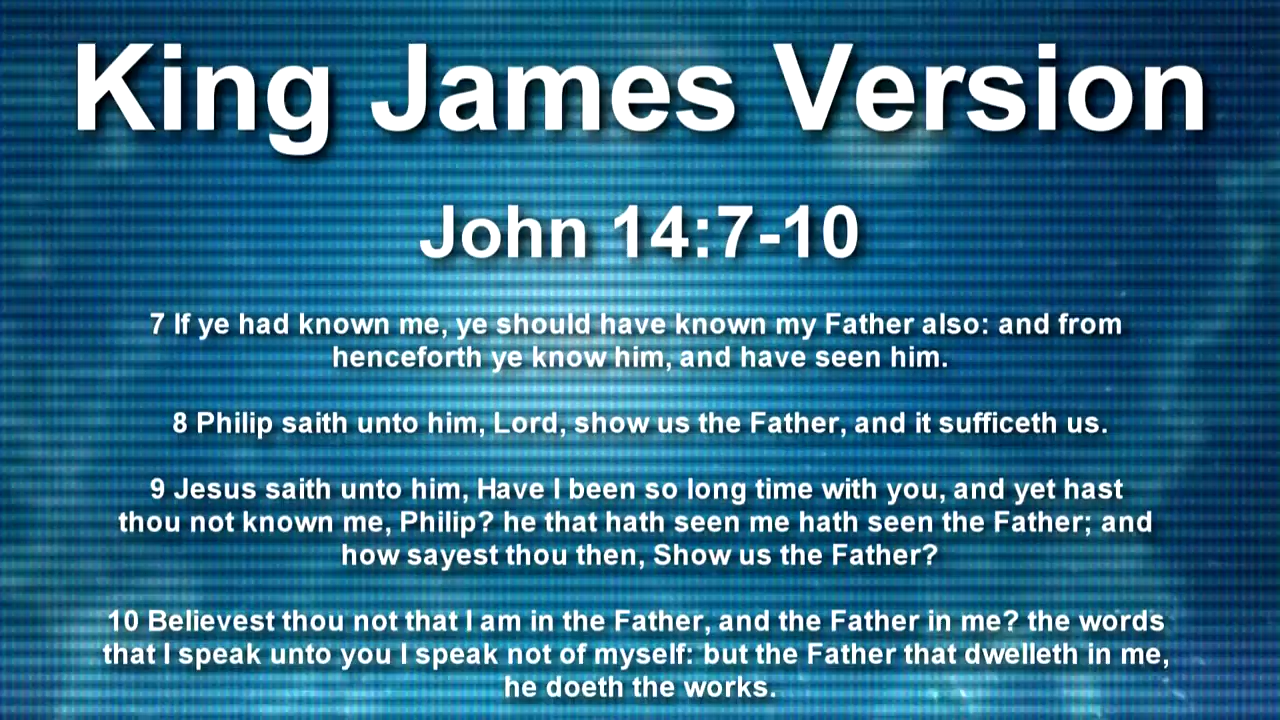 King James Version
John 14:7-10
7 If ye had known me, ye should have known my Father also: and from
henceforth ye know him, and have seen him.
8 Philip saith unto him, Lord, show us the Father, and it sufficeth us.
9 Jesus saith unto him, Have I been so long time with you, and yet hast
thou not known me, Philip? he that hath seen me hath seen the Father; and
how sayest thou then, Show us the Father?
10 Believest thou not that I am in the Father, and the Father in me? the words
that I speak unto you I speak not of myself: but the Father that dwelleth in me,
he doeth the works.